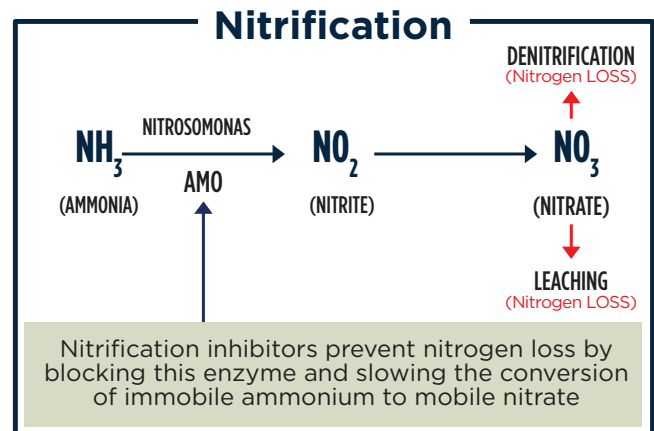 Nitrification
DENITRIFICATION
(Nitrogen LOSS)
NITROSOMONAS
NH3
NO2
NO3
AMO
(AMMONIA)
(NITRITE)
(NITRATE)
LEACHING
(Nitrogen LOSS)
Nitrification inhibitors prevent nitrogen loss by
blocking this enzyme and slowing the conversion
of immobile ammonium to mobile nitrate